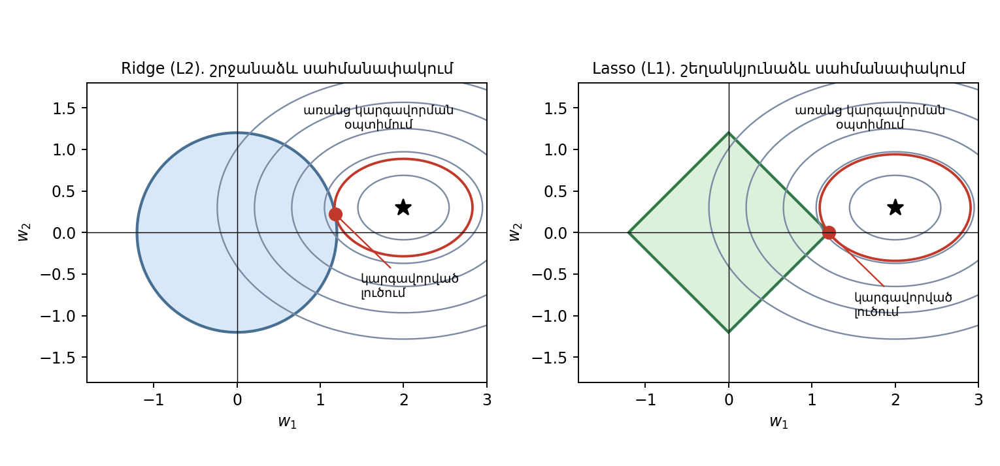 Ridge (L2). շրջանաձև սահմանափակում
առանց կարգավորման
օպտիմում
կարգավորված
լուծում
1.5
1.0
0.5
0.0
−0.5
−1.0
−1.5
w₂
−1
0
1
2
3
w₁
Lasso (L1). շեղանկյունաձև սահմանափակում
առանց կարգավորման
օպտիմում
կարգավորված
լուծում
1.5
1.0
0.5
0.0
−0.5
−1.0
−1.5
w₂
−1
0
1
2
3
w₁